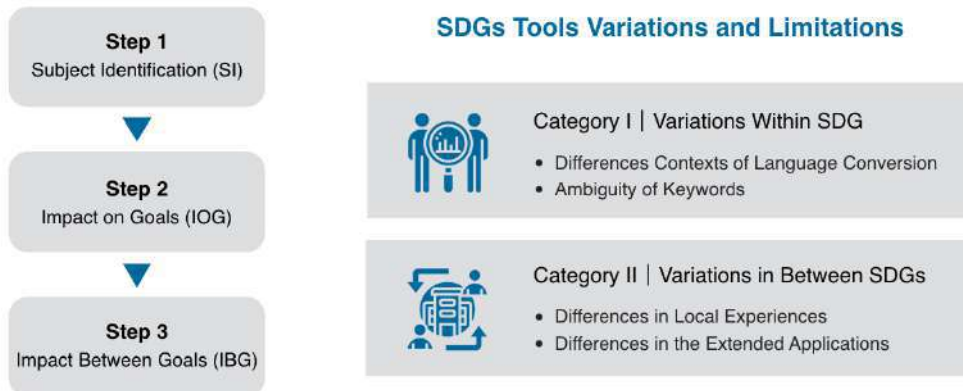 Step 1
Subject Identification (SI)
Step 2
Impact on Goals (IOG)
Step 3
Impact Between Goals (IBG)
SDGs Tools Variations and Limitations
Category I | Variations Within SDG
• Differences Contexts of Language Conversion
• Ambiguity of Keywords
Category II | Variations in Between SDGs
• Differences in Local Experiences
• Differences in the Extended Applications